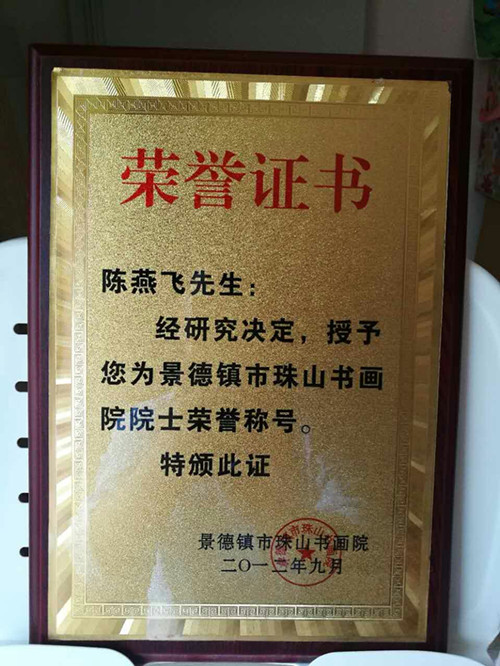 荣誉证书
陈燕飞先生：
经研究决定，授予
您为景德镇市珠山书画
院院士荣誉称号。
特颁此证
景德镇市珠山书画院
二〇一二年九月